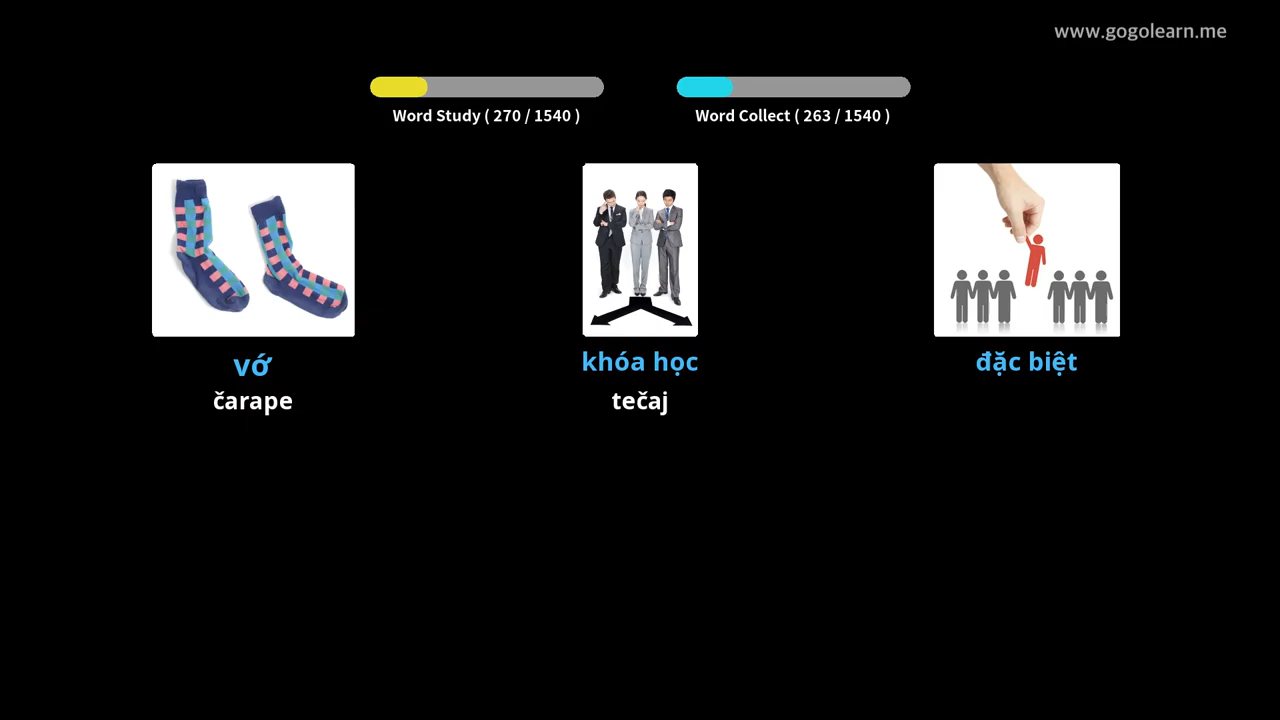 www.gogolearn.me
Word Study ( 270 / 1540 )
Word Collect ( 263 / 1540 )
vớ
čarape
khóa học
tečaj
đặc biệt